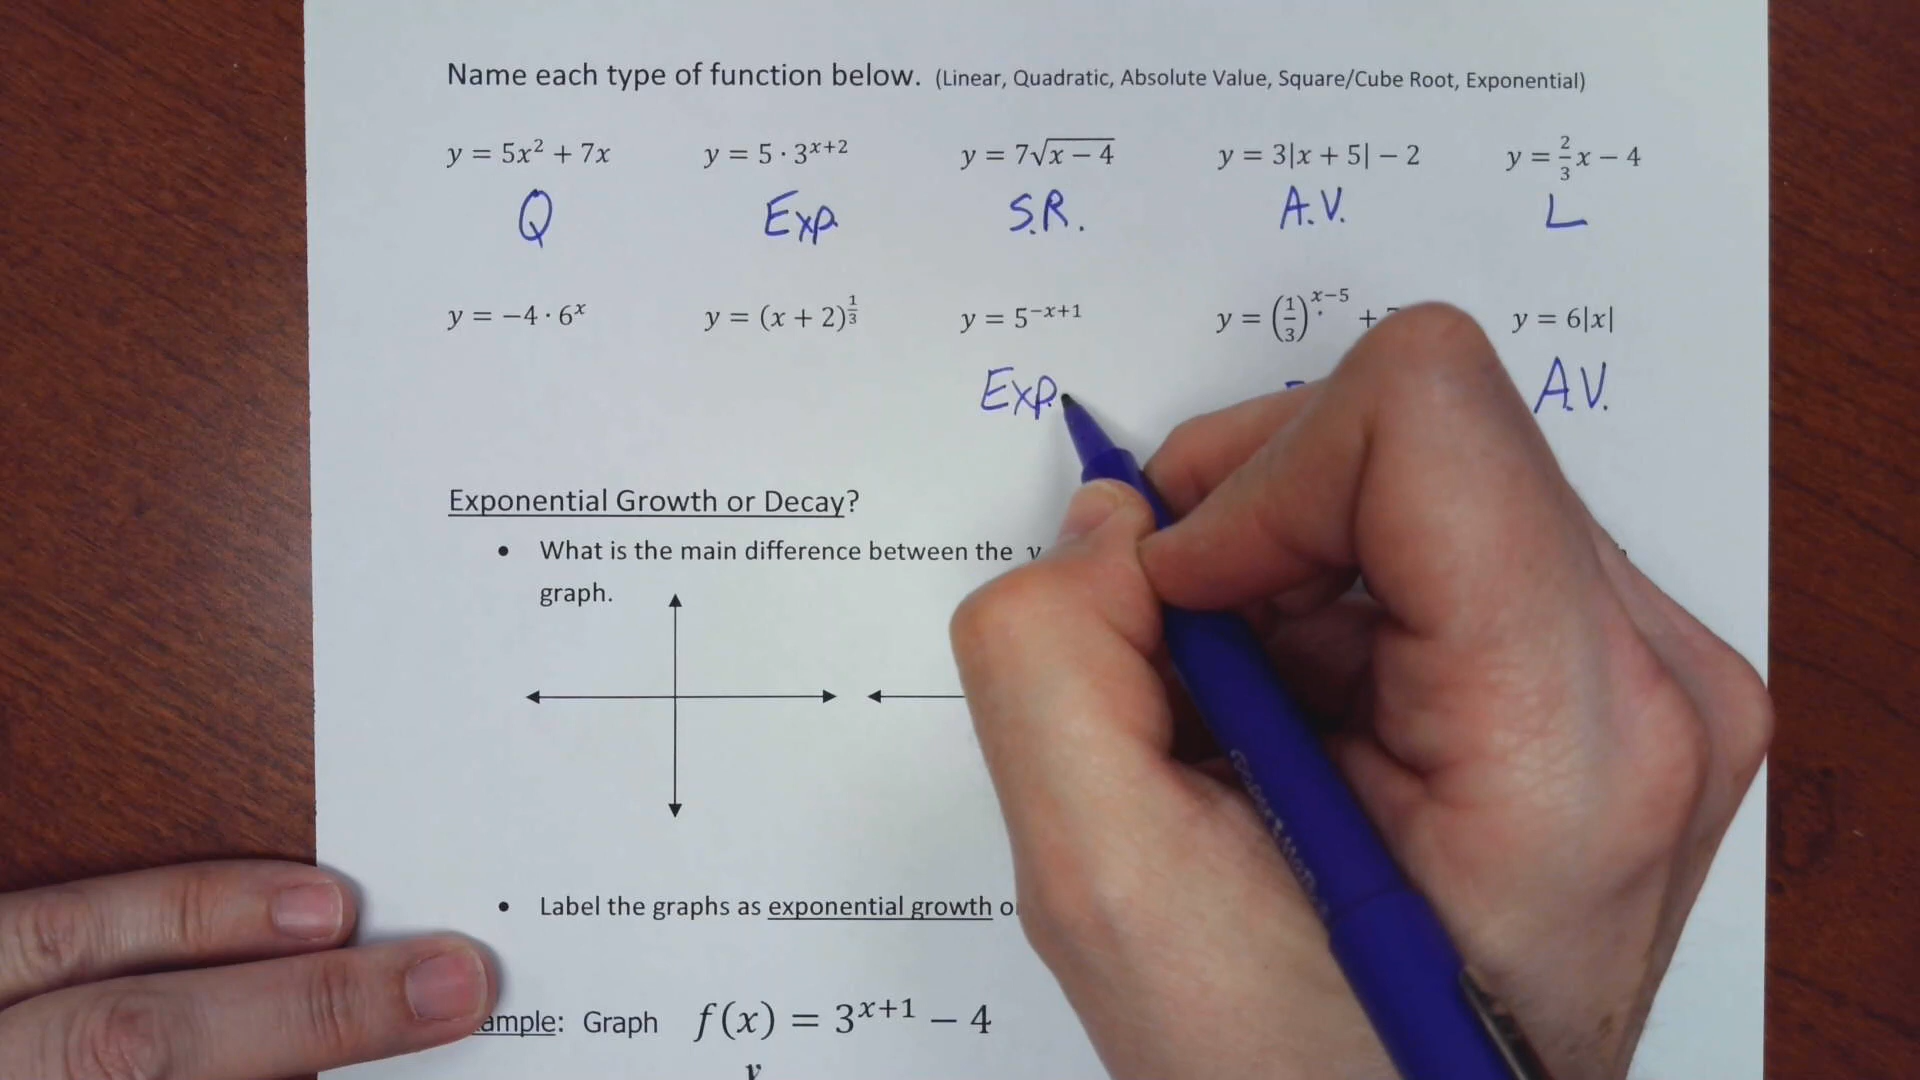 Name each type of function below. (Linear, Quadratic, Absolute Value, Square/Cube Root, Exponential)
y = 5x² + 7x y = 5 · 3ˣ⁺² y = 7√(x − 4) y = 3|x + 5| − 2 y = 2/3 x − 4
Q Exp. S.R. A.V. L
y = −4 · 6ˣ y = (x + 2)^(1/3) y = 5⁻ˣ⁺¹ y = (1/3)ˣ⁻⁵ + y = 6|x|
Exp. A.V.
Exponential Growth or Decay?
• What is the main difference between the
graph.
• Label the graphs as exponential growth
ample: Graph f(x) = 3ˣ⁺¹ − 4
y